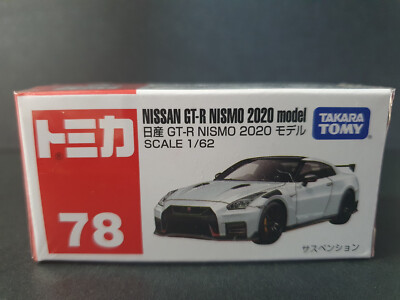 トミカ
78
NISSAN GT-R NISMO 2020 model
日産 GT-R NISMO 2020 モデル
SCALE 1/62
TAKARA
TOMY
サスペンション